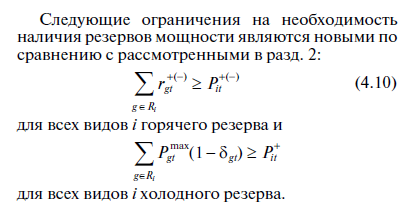 Следующие ограничения на необходимость
наличия резервов мощности являются новыми по
сравнению с рассмотренными в разд. 2:
∑_{g∈R_i} r_{gt}^{+(−)} ≥ P_{it}^{+(−)} (4.10)
для всех видов i горячего резерва и
∑_{g∈R_i} P_{gt}^{max}(1 − δ_{gt}) ≥ P_{it}^{+}
для всех видов i холодного резерва.